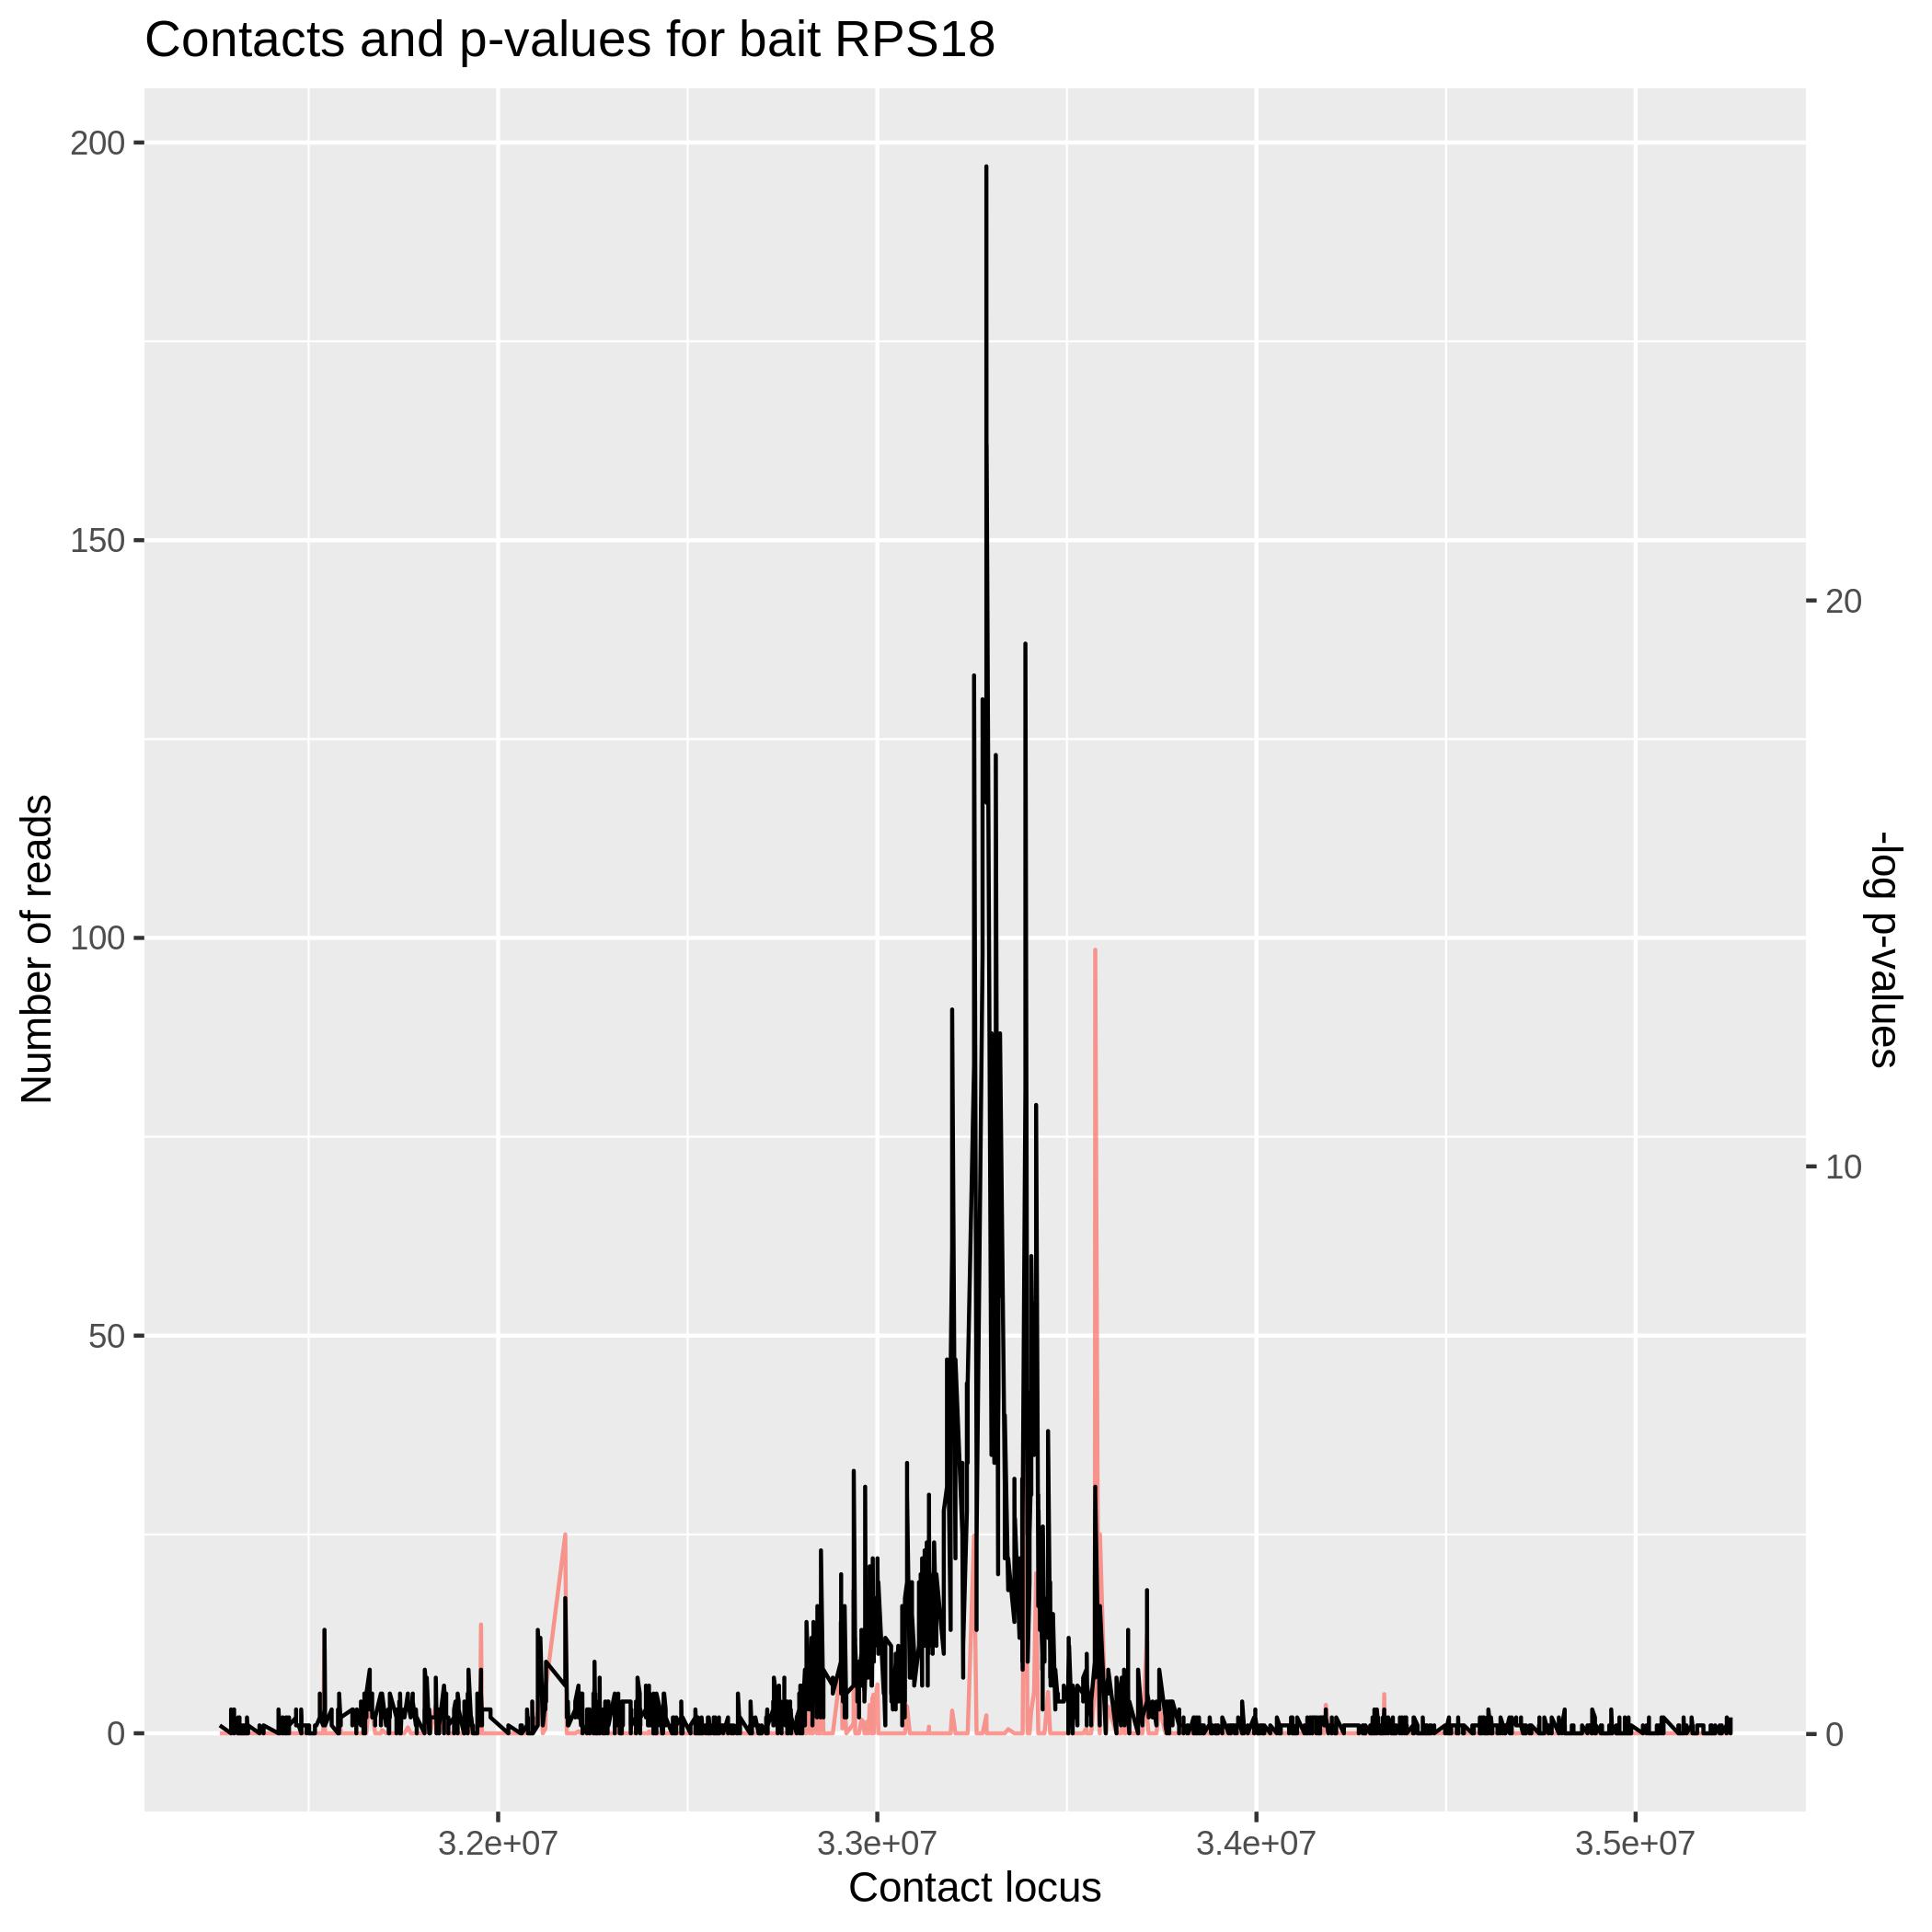 Contacts and p-values for bait RPS18
200
150
100
50
0
Number of reads
20
10
0
-log p-values
3.2e+07
3.3e+07
3.4e+07
3.5e+07
Contact locus